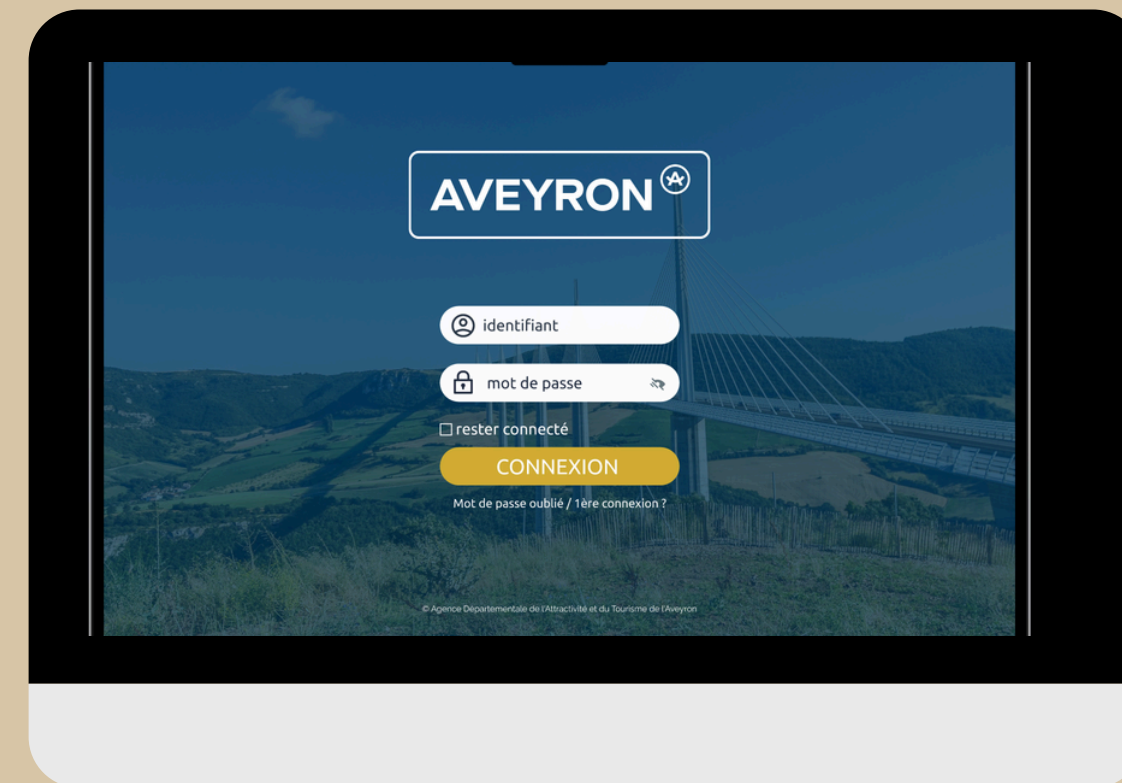 AVEYRON
identifiant
mot de passe
rester connecté
CONNEXION
Mot de passe oublié / 1ère connexion ?
© Agence Départementale de l'Attractivité et du Tourisme de l'Aveyron